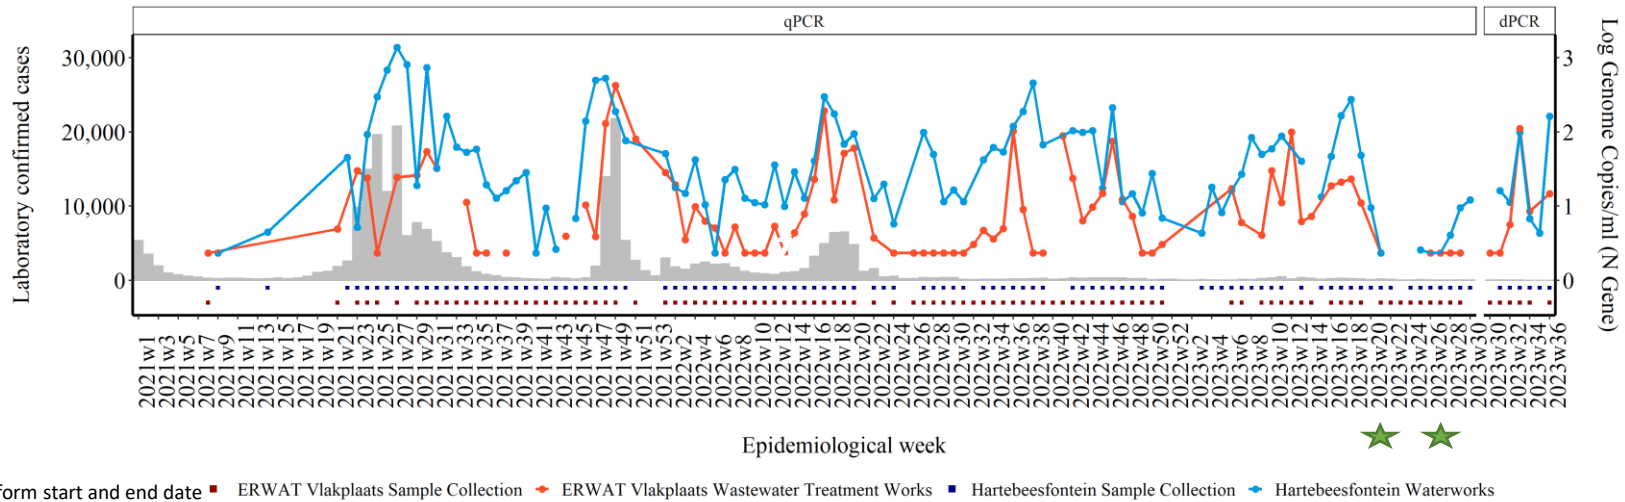 qPCR
dPCR
Laboratory confirmed cases
30,000
20,000
10,000
0
3
2
1
0
Log Genome Copies/ml (N Gene)
2021w1
2021w3
2021w5
2021w7
2021w9
2021w11
2021w13
2021w15
2021w17
2021w19
2021w21
2021w23
2021w25
2021w27
2021w29
2021w31
2021w33
2021w35
2021w37
2021w39
2021w41
2021w43
2021w45
2021w47
2021w49
2021w51
2021w53
2022w2
2022w4
2022w6
2022w8
2022w10
2022w12
2022w14
2022w16
2022w18
2022w20
2022w22
2022w24
2022w26
2022w28
2022w30
2022w32
2022w34
2022w36
2022w38
2022w40
2022w42
2022w44
2022w46
2022w48
2022w50
2022w52
2023w2
2023w4
2023w6
2023w8
2023w10
2023w12
2023w14
2023w16
2023w18
2023w20
2023w22
2023w24
2023w26
2023w28
2023w30
2023w30
2023w32
2023w34
2023w36
Epidemiological week
form start and end date ERWAT Vlakplaats Sample Collection ERWAT Vlakplaats Wastewater Treatment Works Hartebeesfontein Sample Collection Hartebeesfontein Waterworks